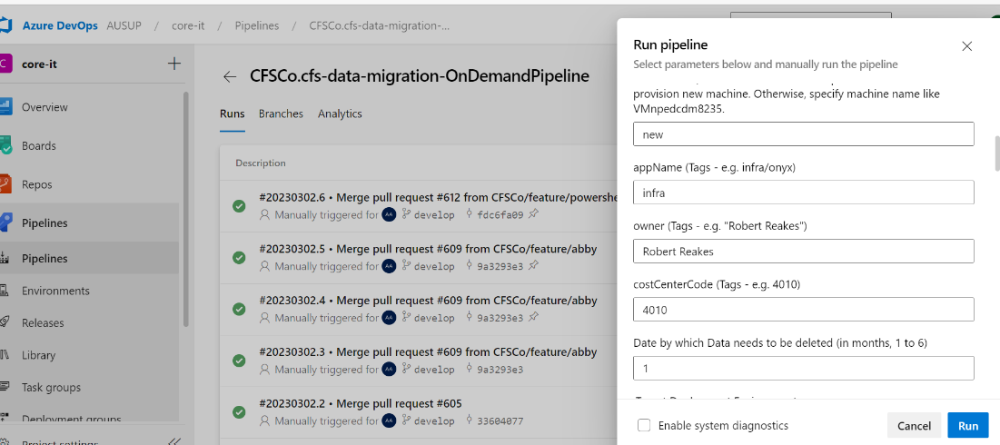 Azure DevOps AUSUP / core-it / Pipelines / CFSCo.cfs-data-migration-...
C core-it
Overview
Boards
Repos
Pipelines
Pipelines
Environments
Releases
Library
Task groups
Deployment groups
Project settings
CFSCo.cfs-data-migration-OnDemandPipeline
Runs Branches Analytics
Description
#20230302.6 • Merge pull request #612 from CFSCo/feature/powershe
Manually triggered for AA develop fdc6fa09
#20230302.5 • Merge pull request #609 from CFSCo/feature/abby
Manually triggered for AA develop 9a3293e3
#20230302.4 • Merge pull request #609 from CFSCo/feature/abby
Manually triggered for AA develop 9a3293e3
#20230302.3 • Merge pull request #609 from CFSCo/feature/abby
Manually triggered for AA develop 9a3293e3
#20230302.2 • Merge pull request #605
Manually triggered for AA develop 33604077
Run pipeline
Select parameters below and manually run the pipeline
provision new machine. Otherwise, specify machine name like
VMnpedcdm8235.
new
appName (Tags - e.g. infra/onyx)
infra
owner (Tags - e.g. "Robert Reakes")
Robert Reakes
costCenterCode (Tags - e.g. 4010)
4010
Date by which Data needs to be deleted (in months, 1 to 6)
1
Enable system diagnostics
Cancel Run